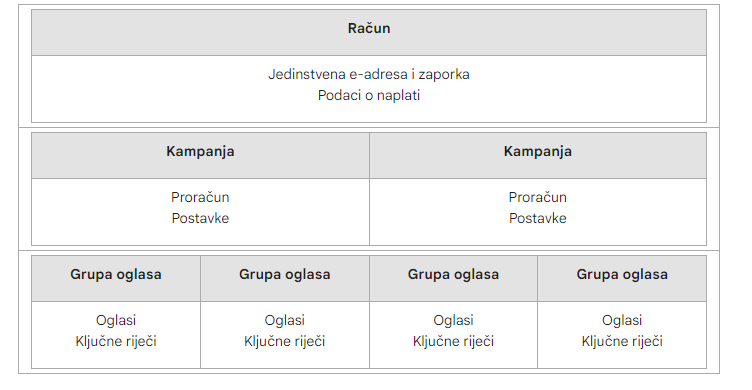 Račun
Jedinstvena e-adresa i zaporka
Podaci o naplati
Kampanja
Kampanja
Proračun
Postavke
Proračun
Postavke
Grupa oglasa
Grupa oglasa
Grupa oglasa
Grupa oglasa
Oglasi
Ključne riječi
Oglasi
Ključne riječi
Oglasi
Ključne riječi
Oglasi
Ključne riječi